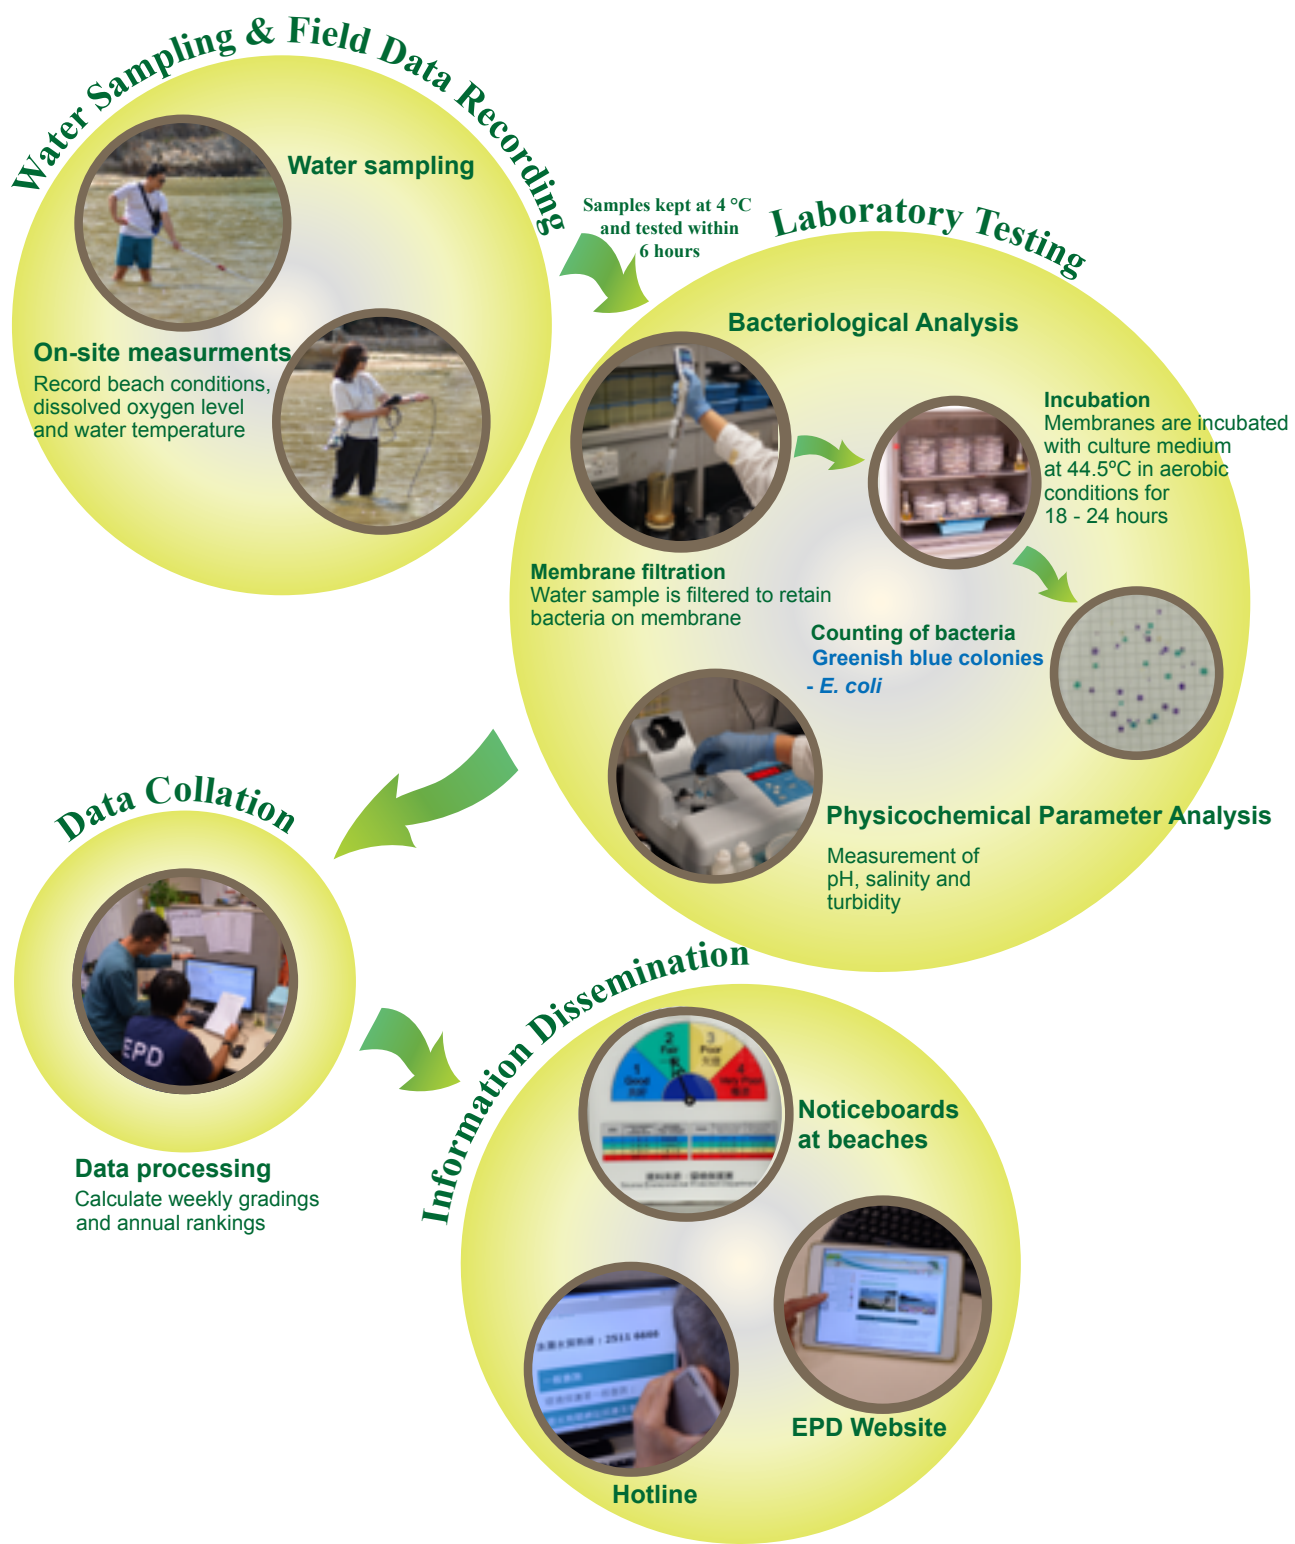 Water Sampling & Field Data Recording
Water sampling
On-site measurments
Record beach conditions,
dissolved oxygen level
and water temperature
Samples kept at 4 °C
and tested within
6 hours
Laboratory Testing
Bacteriological Analysis
Incubation
Membranes are incubated
with culture medium
at 44.5ºC in aerobic
conditions for
18 - 24 hours
Membrane filtration
Water sample is filtered to retain
bacteria on membrane
Counting of bacteria
Greenish blue colonies
- E. coli
Physicochemical Parameter Analysis
Measurement of
pH, salinity and
turbidity
Data Collation
EPD
Data processing
Calculate weekly gradings
and annual rankings
Information Dissemination
1
Good
2
Fair
3
Poor
4
Very Poor
Noticeboards
at beaches
EPD Website
2511 6666
Hotline